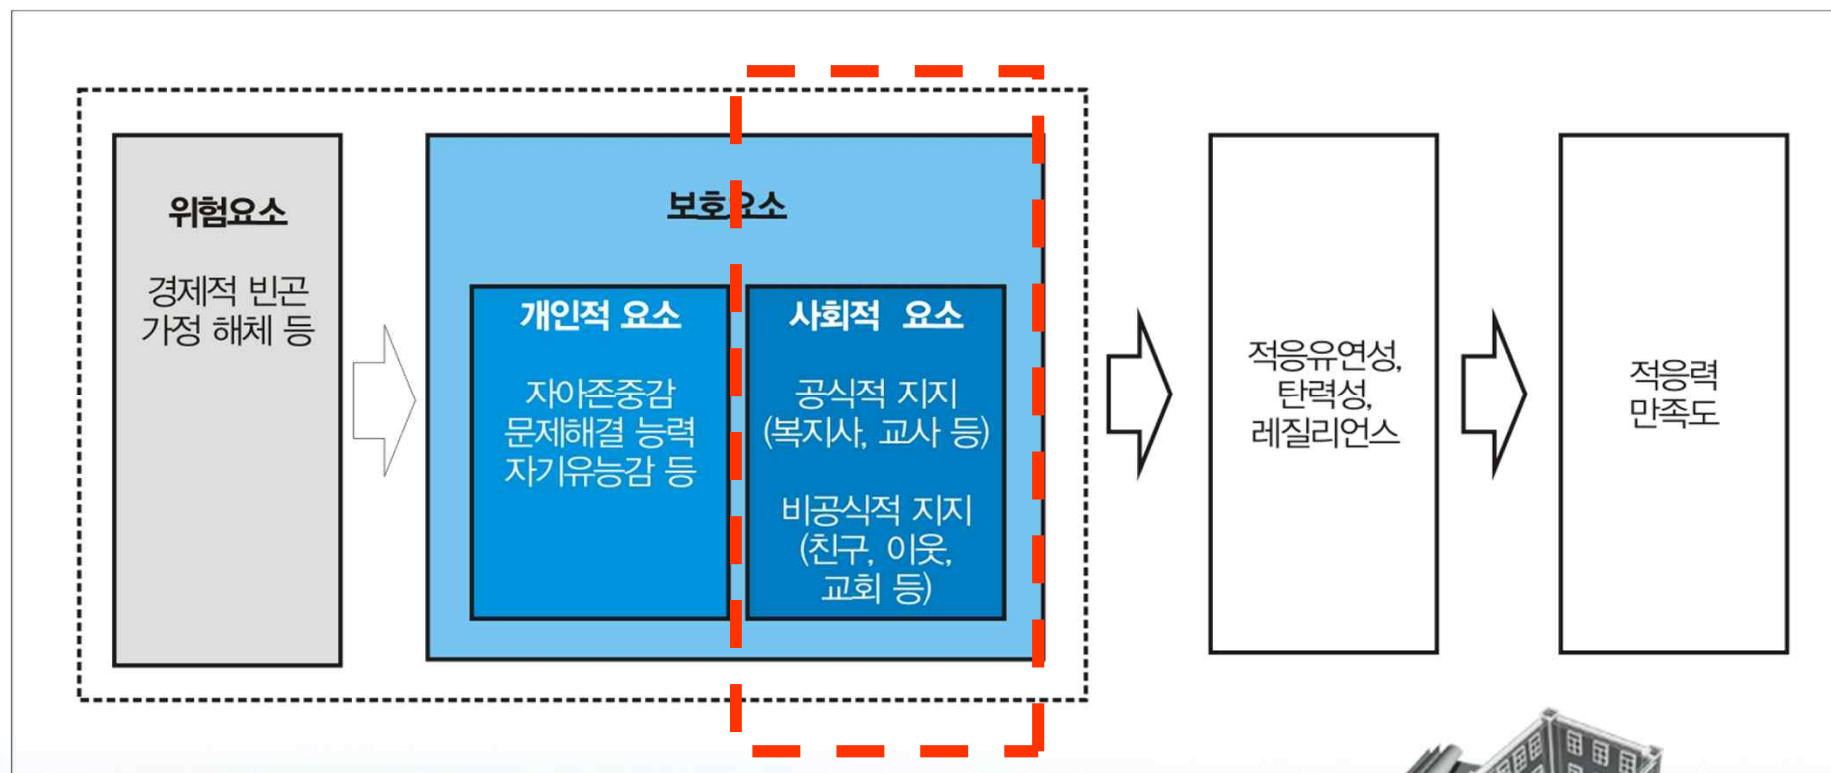 위험요소
경제적 빈곤
가정 해체 등
보호요소
개인적 요소
자아존중감
문제해결 능력
자기유능감 등
사회적 요소
공식적 지지
(복지사, 교사 등)
비공식적 지지
(친구, 이웃,
교회 등)
적응유연성,
탄력성,
레질리언스
적응력
만족도